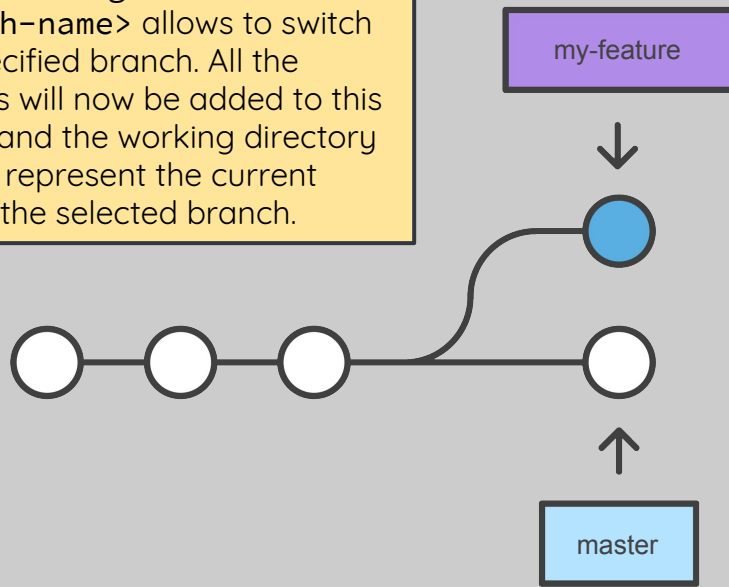 h-name> allows to switch
ecified branch. All the
s will now be added to this
and the working directory
represent the current
the selected branch.
my-feature
master